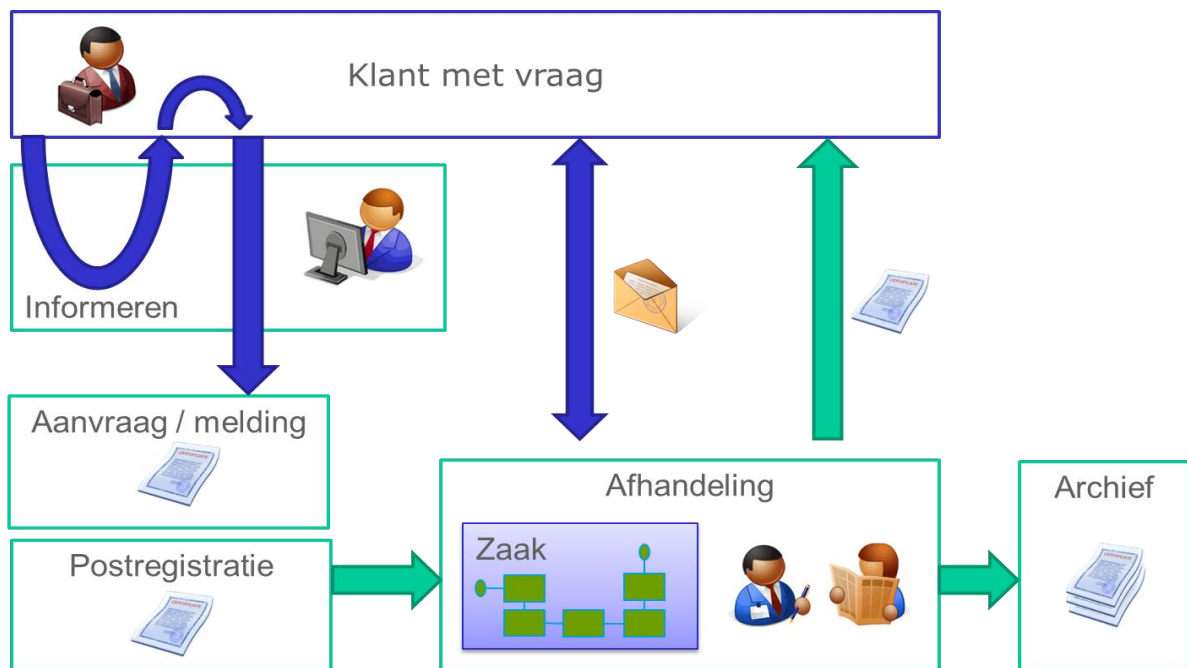 Klant met vraag
Informeren
Aanvraag / melding
Postregistratie
Afhandeling
Zaak
Archief